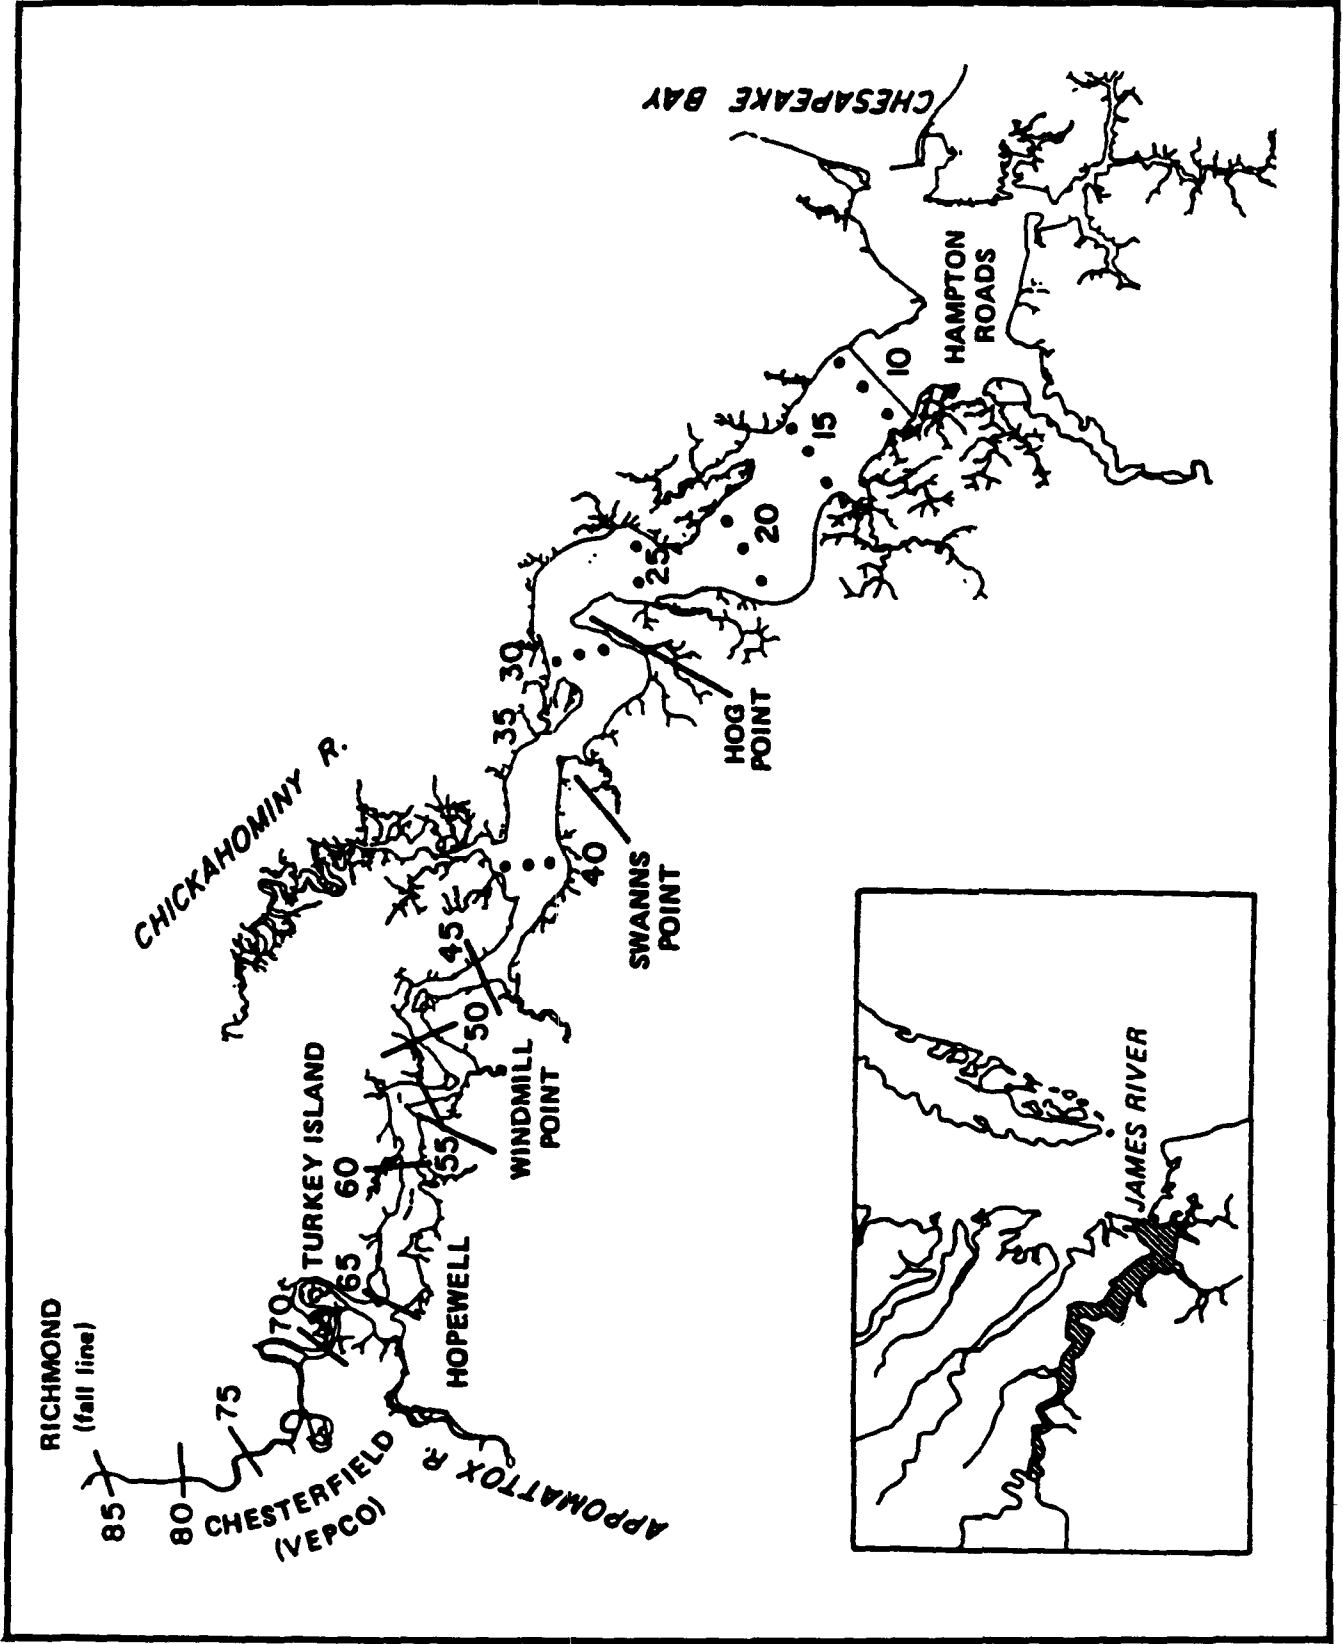 RICHMOND
(fall line)
85
80
75
70
65
60
55
50
45
40
35
30
25
20
15
10
CHESTERFIELD
(VEPCO)
APPOMATTOX R.
HOPEWELL
TURKEY ISLAND
WINDMILL
POINT
CHICKAHOMINY R.
SWANNS
POINT
HOG
POINT
HAMPTON
ROADS
CHESAPEAKE BAY
JAMES RIVER